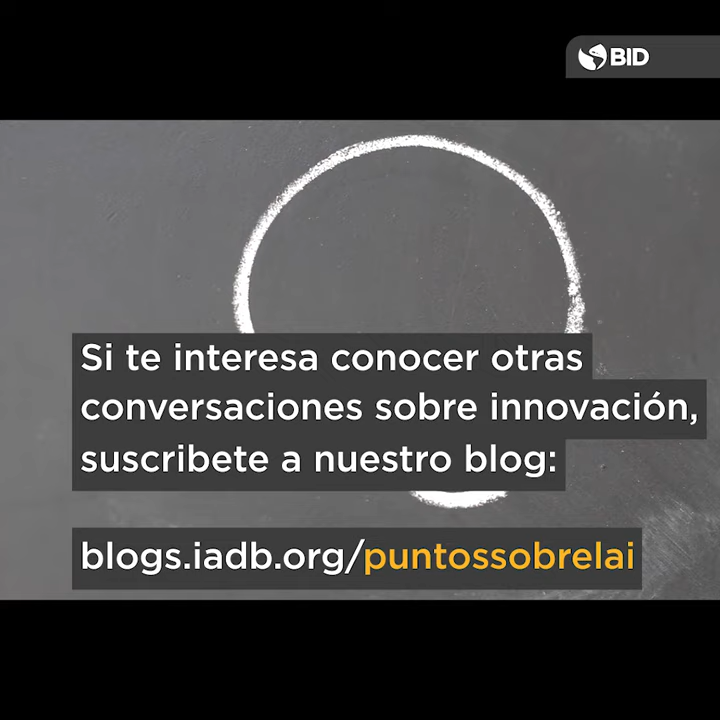 BID
Si te interesa conocer otras
conversaciones sobre innovación,
suscribete a nuestro blog:
blogs.iadb.org/puntossobrelai